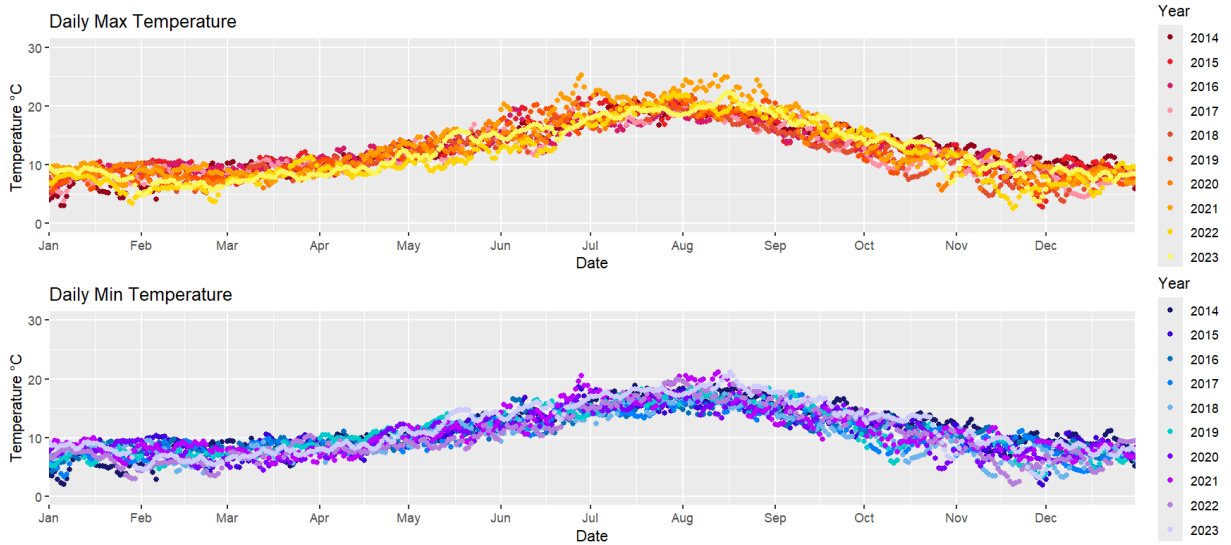 Daily Max Temperature
Temperature °C
30
20
10
0
Jan Feb Mar Apr May Jun Jul Aug Sep Oct Nov Dec
Date
Year
2014
2015
2016
2017
2018
2019
2020
2021
2022
2023
Daily Min Temperature
Temperature °C
30
20
10
0
Jan Feb Mar Apr May Jun Jul Aug Sep Oct Nov Dec
Date
Year
2014
2015
2016
2017
2018
2019
2020
2021
2022
2023